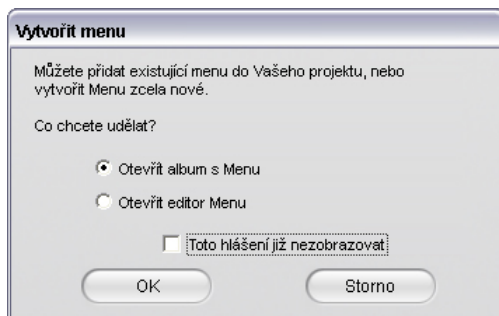 Vytvořit menu
Můžete přidat existující menu do Vašeho projektu, nebo
vytvořit Menu zcela nové.
Co chcete udělat?
Otevřít album s Menu
Otevřít editor Menu
Toto hlášení již nezobrazovat
OK
Storno